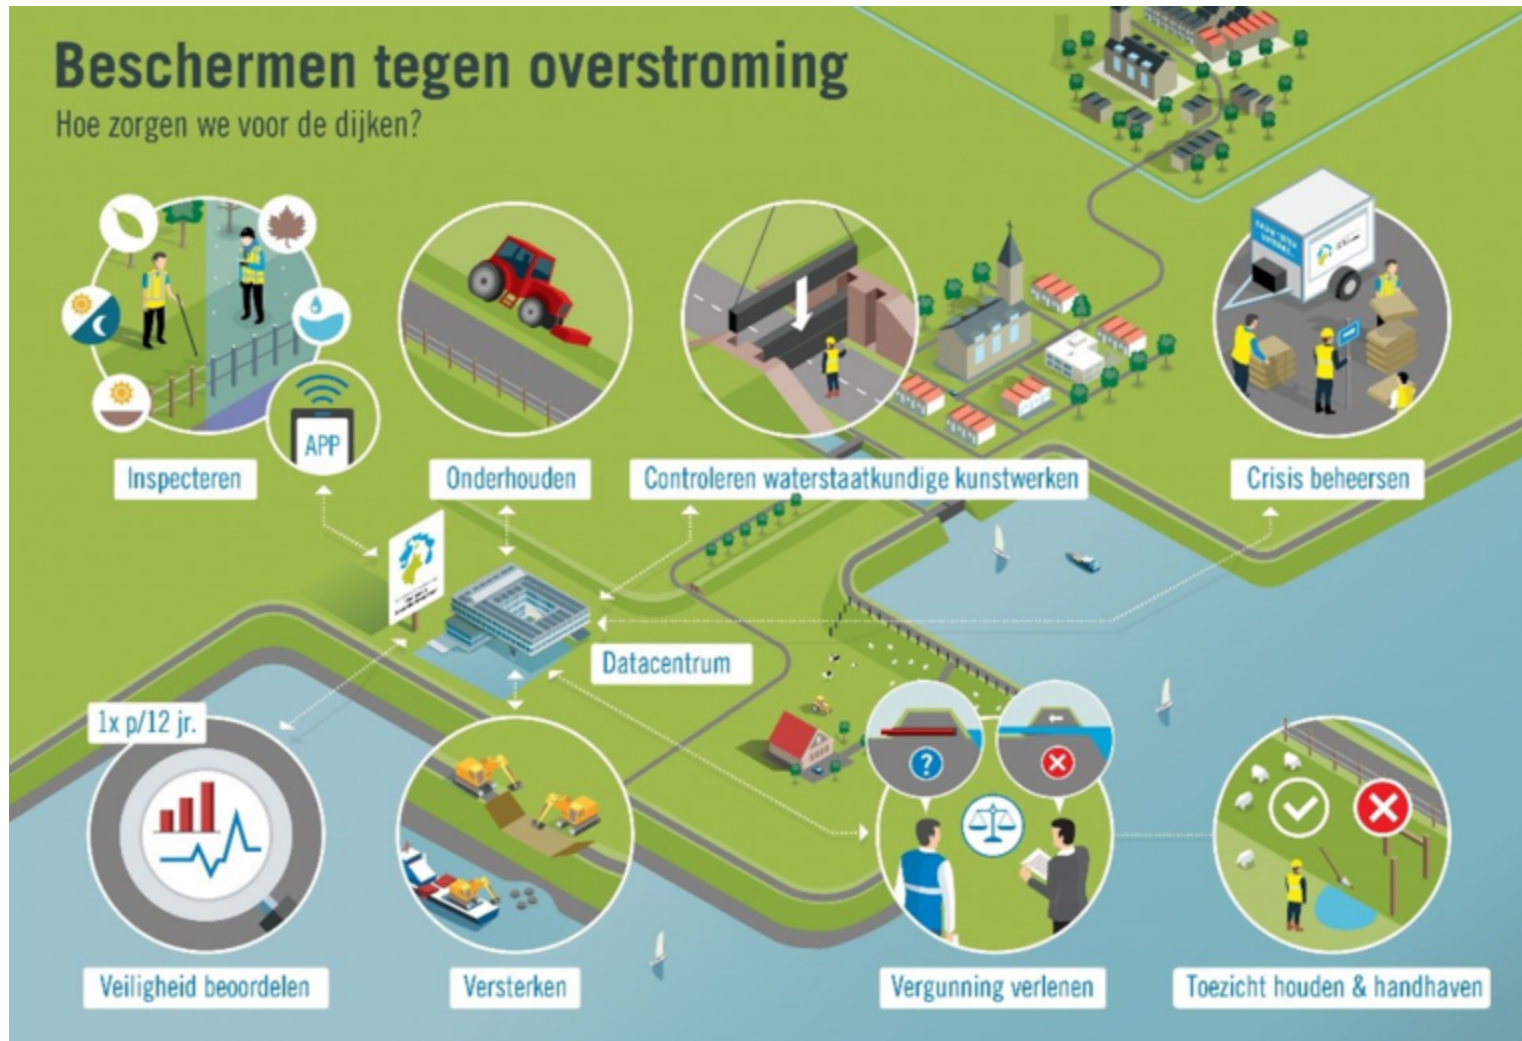 Beschermen tegen overstroming
Hoe zorgen we voor de dijken?
APP
Inspecteren
Onderhouden
Controleren waterstaatkundige kunstwerken
Crisis beheersen
Datacentrum
1x p/12 jr.
?
Veiligheid beoordelen
Versterken
Vergunning verlenen
Toezicht houden & handhaven